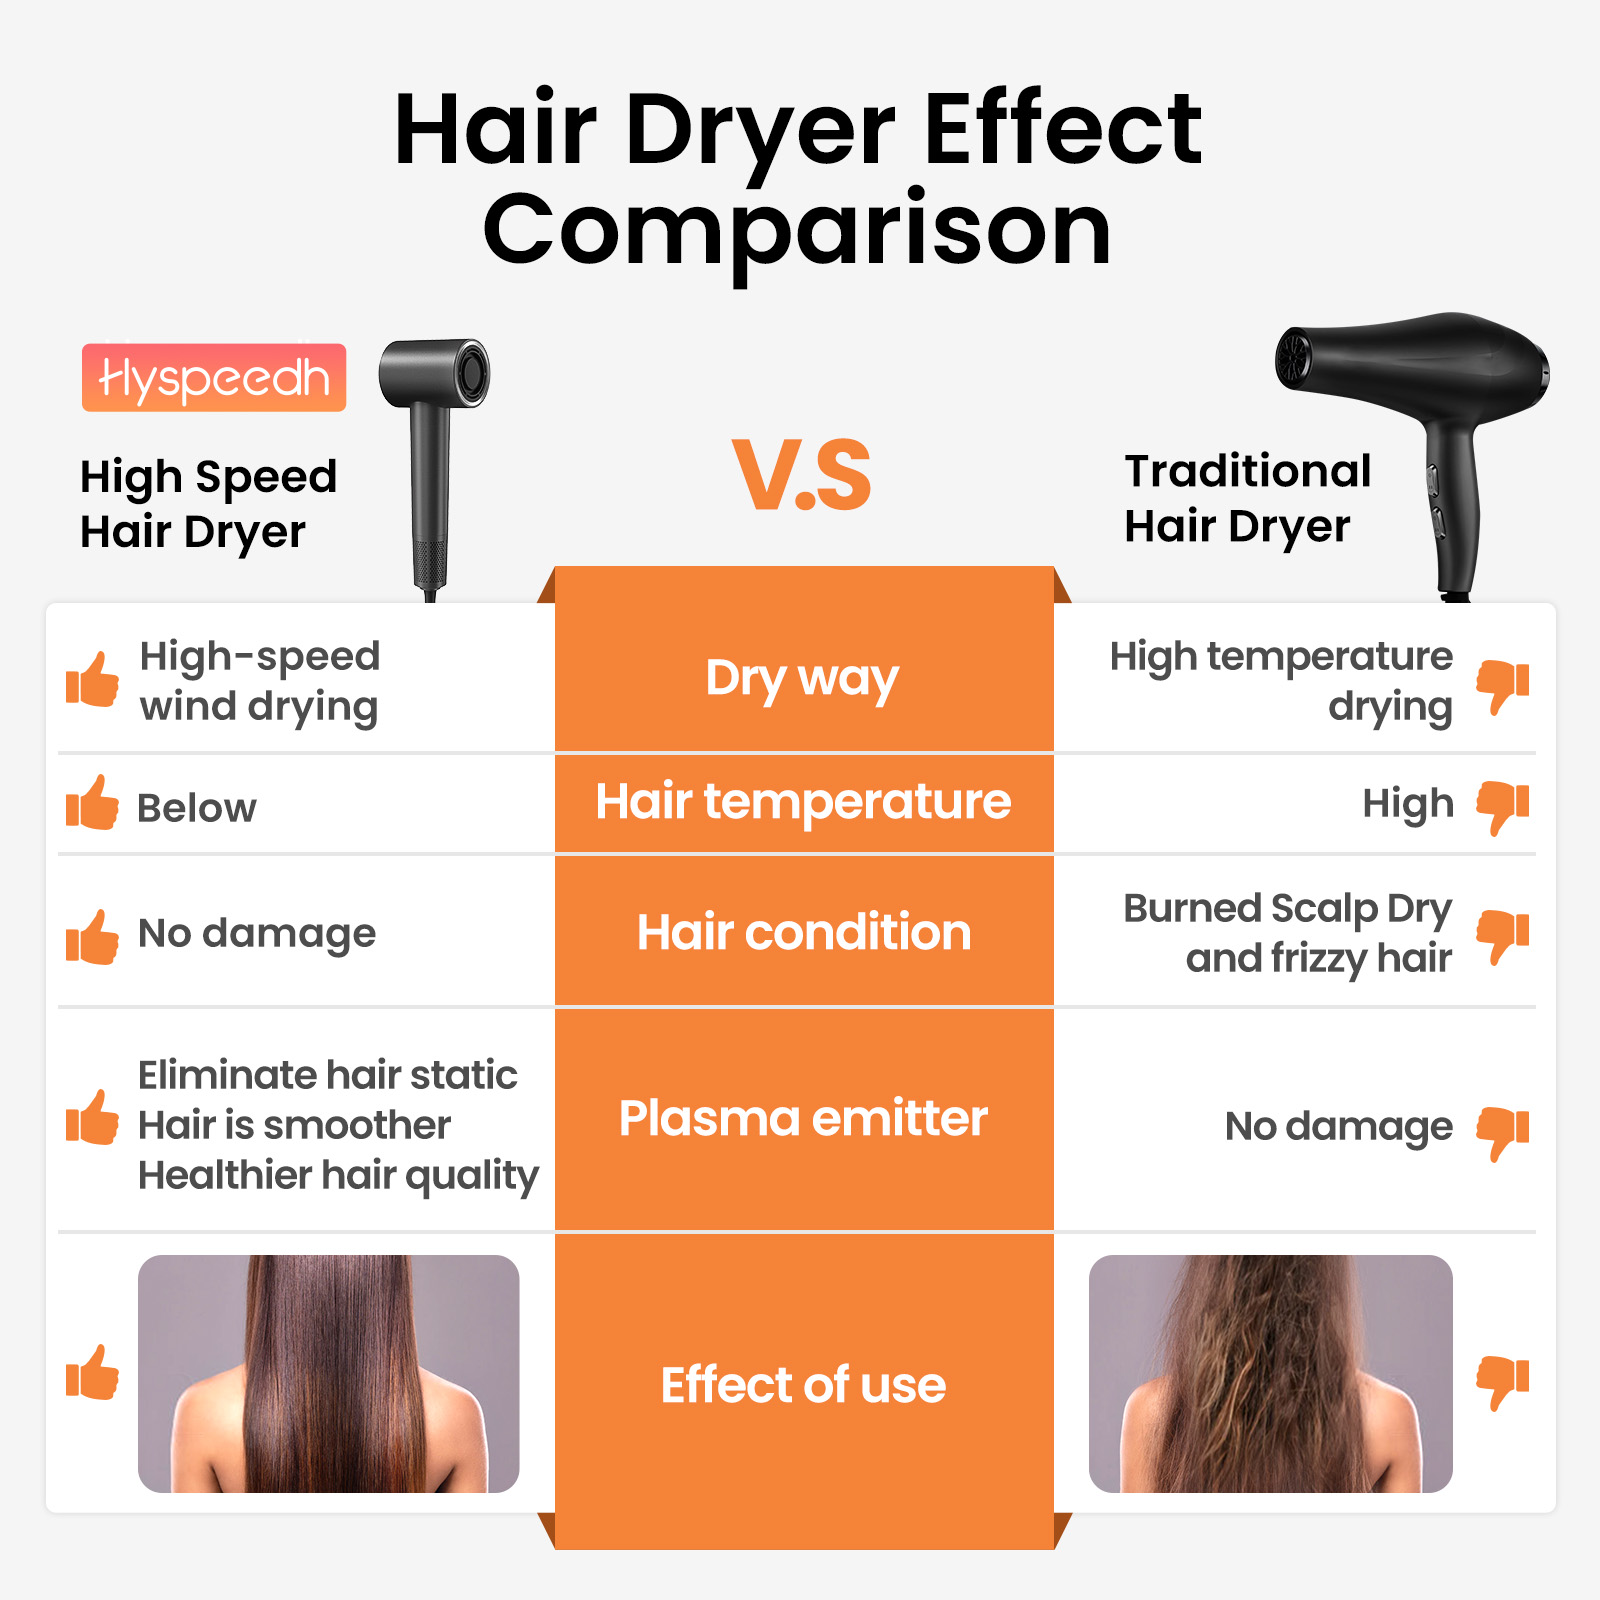 Hair Dryer Effect
Comparison
Hyspeedh
High Speed
Hair Dryer
V.S
Traditional
Hair Dryer
High-speed
wind drying
Dry way
High temperature
drying
Below
Hair temperature
High
No damage
Hair condition
Burned Scalp Dry
and frizzy hair
Eliminate hair static
Hair is smoother
Healthier hair quality
Plasma emitter
No damage
Effect of use